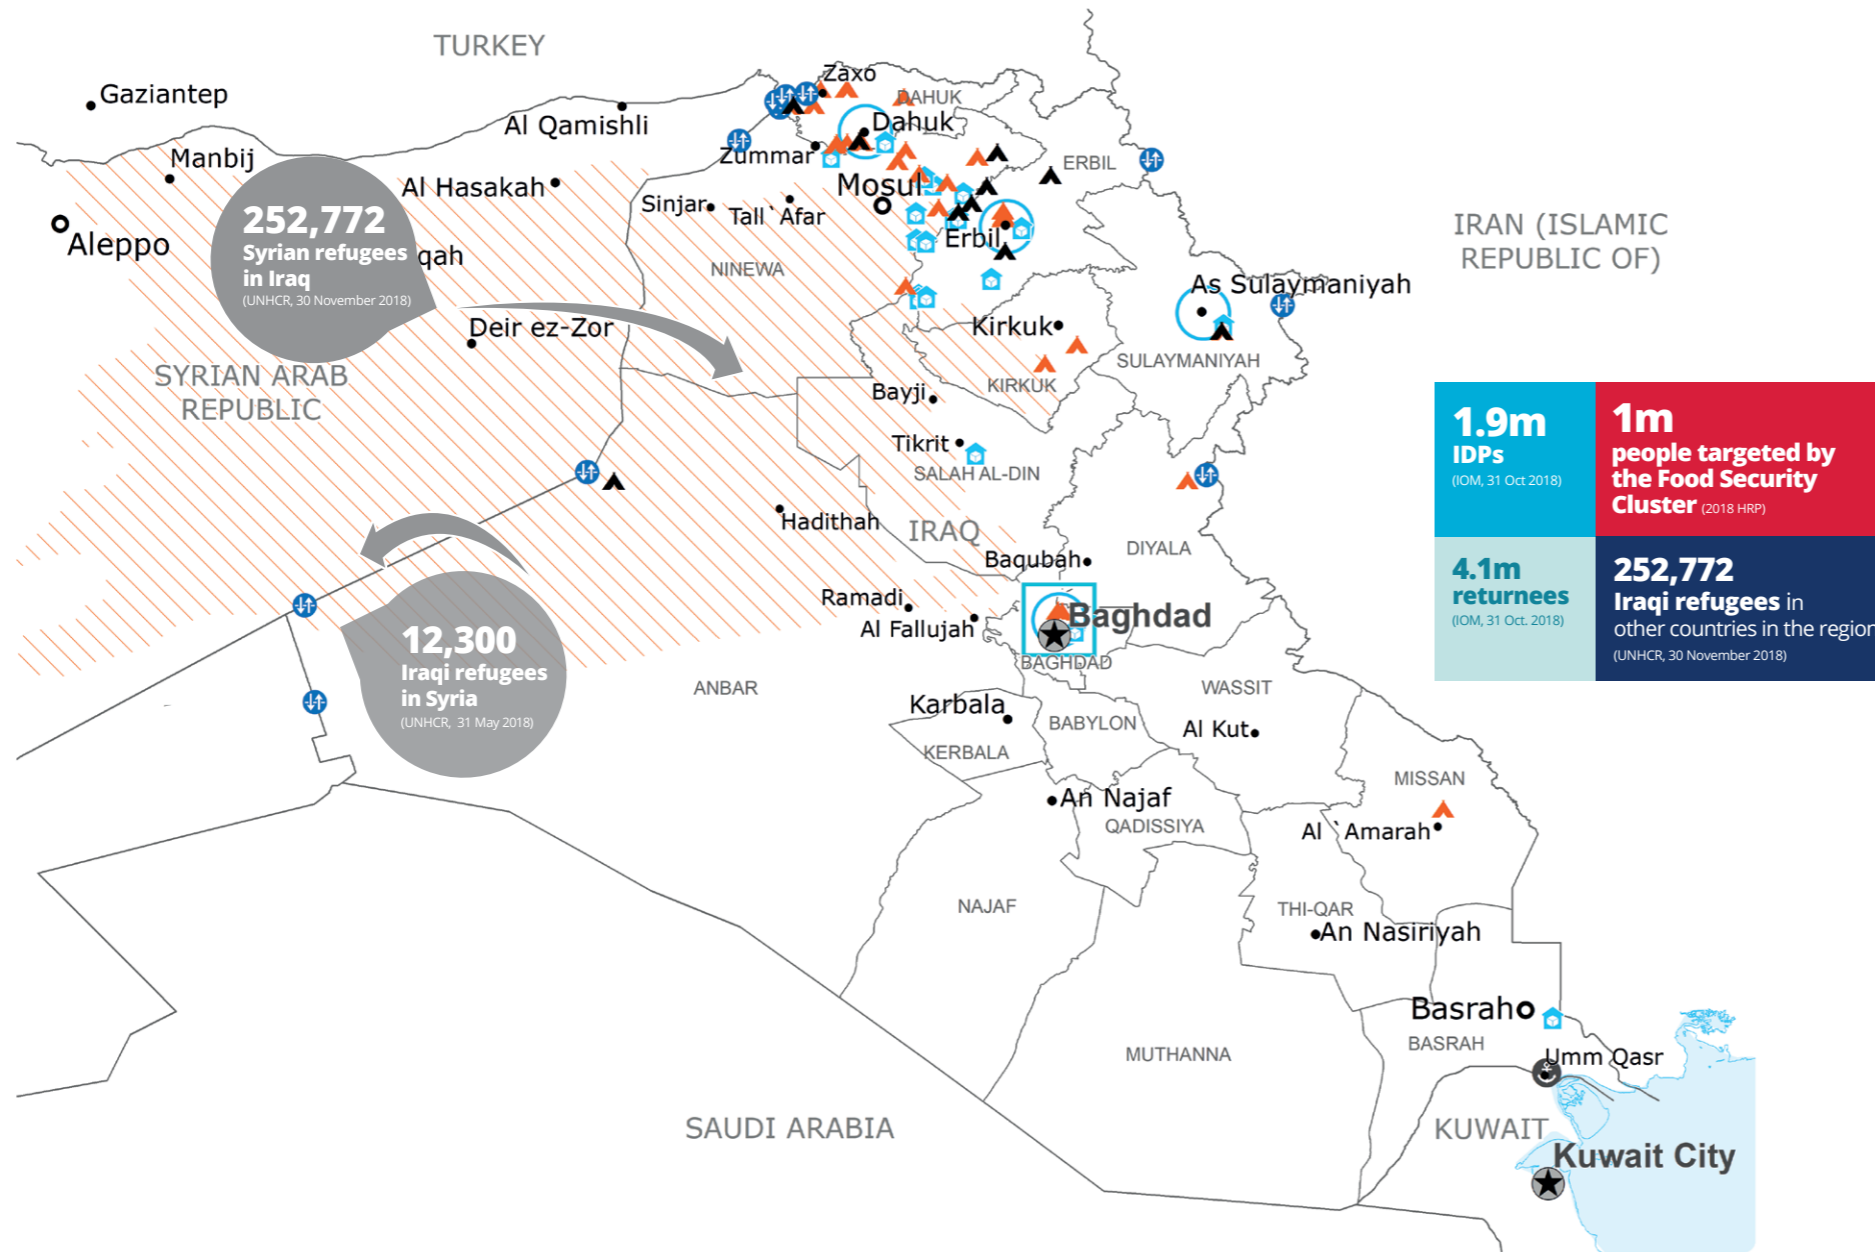 TURKEY
Zaxo
Gaziantep
DAHUK
Al Qamishli
Dahuk
Manbij
Zummar
ERBIL
Al Hasakah
Mosul
Sinjar
Tall`Afar
252,772
Syrian refugees
in Iraq
(UNHCR, 30 November 2018)
Aleppo
qah
Erbil
IRAN (ISLAMIC
REPUBLIC OF)
NINEWA
As Sulaymaniyah
Deir ez-Zor
Kirkuk
SULAYMANIYAH
SYRIAN ARAB
REPUBLIC
KIRKUK
Bayji
1.9m
IDPs
(IOM, 31 Oct 2018)
1m
people targeted by
the Food Security
Cluster (2018 HRP)
Tikrit
SALAH AL-DIN
Hadithah
IRAQ
Baqubah
DIYALA
4.1m
returnees
(IOM, 31 Oct. 2018)
252,772
Iraqi refugees in
other countries in the region
(UNHCR, 30 November 2018)
Ramadi
Al Fallujah
Baghdad
BAGHDAD
12,300
Iraqi refugees
in Syria
(UNHCR, 31 May 2018)
ANBAR
WASSIT
Karbala
BABYLON
Al Kut
KERBALA
MISSAN
An Najaf
QADISSIYA
Al `Amarah
NAJAF
THI-QAR
An Nasiriyah
Basrah
BASRAH
MUTHANNA
Umm Qasr
SAUDI ARABIA
KUWAIT
Kuwait City